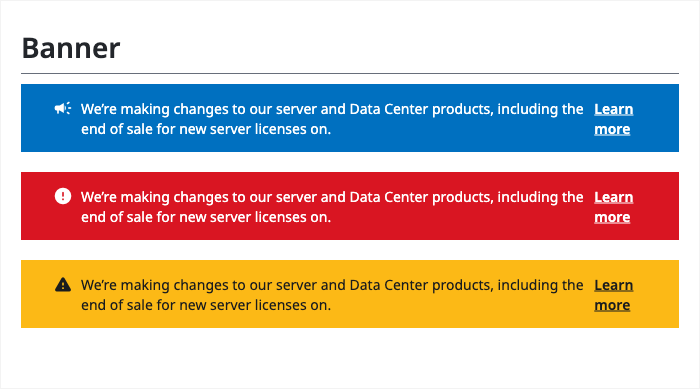 Banner
We’re making changes to our server and Data Center products, including the
end of sale for new server licenses on.
Learn
more
We’re making changes to our server and Data Center products, including the
end of sale for new server licenses on.
Learn
more
We’re making changes to our server and Data Center products, including the
end of sale for new server licenses on.
Learn
more